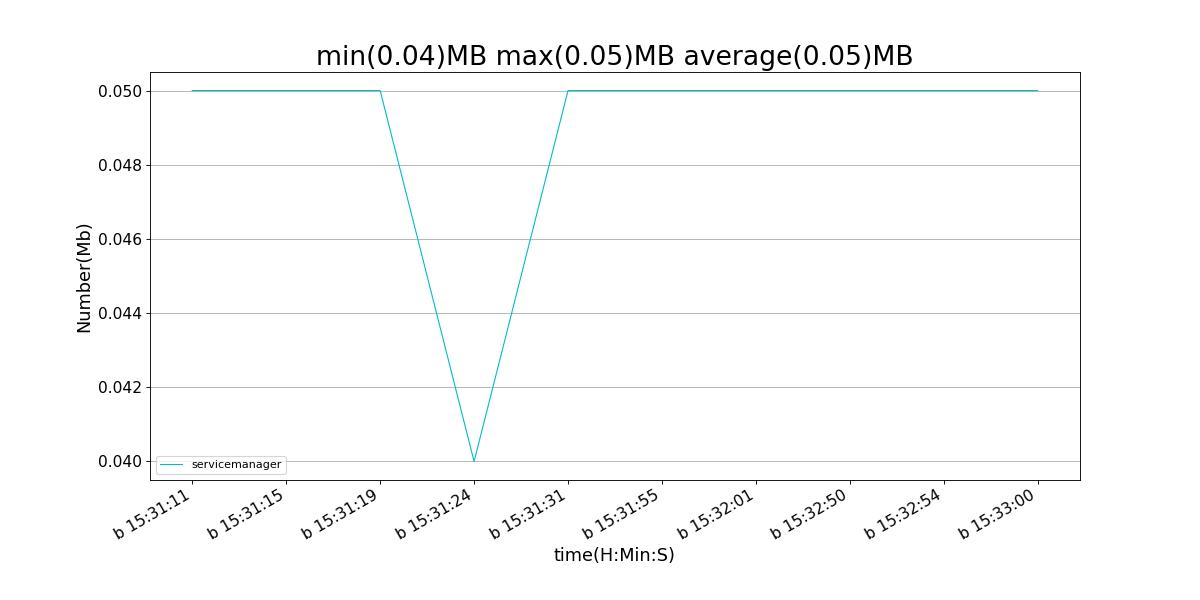 min(0.04)MB max(0.05)MB average(0.05)MB
Number(Mb)
0.050
0.048
0.046
0.044
0.042
0.040
servicemanager
b 15:31:11
b 15:31:15
b 15:31:19
b 15:31:24
b 15:31:31
b 15:31:55
b 15:32:01
b 15:32:50
b 15:32:54
b 15:33:00
time(H:Min:S)